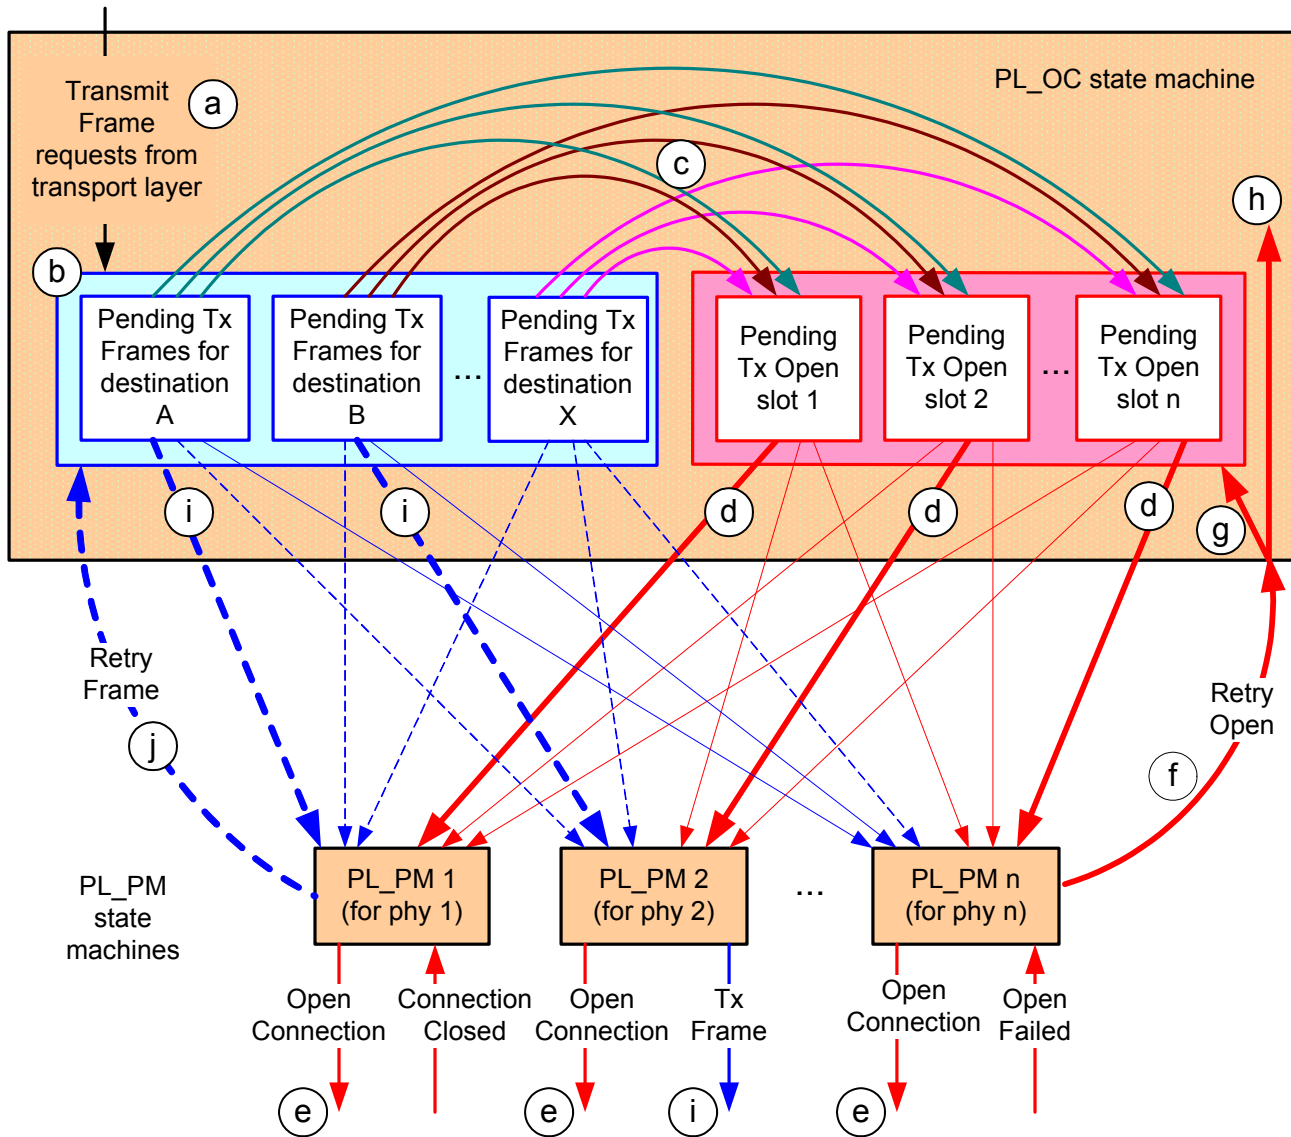 PL_OC state machine
Transmit
Frame
requests from
transport layer
a
b
c
h
Pending Tx
Frames for
destination
A
Pending Tx
Frames for
destination
B
...
Pending Tx
Frames for
destination
X
Pending
Tx Open
slot 1
Pending
Tx Open
slot 2
...
Pending
Tx Open
slot n
i
i
d
d
d
g
Retry
Frame
j
Retry
Open
f
PL_PM
state
machines
PL_PM 1
(for phy 1)
PL_PM 2
(for phy 2)
...
PL_PM n
(for phy n)
Open
Connection
Connection
Closed
Open
Connection
Tx
Frame
Open
Connection
Open
Failed
e
e
i
e